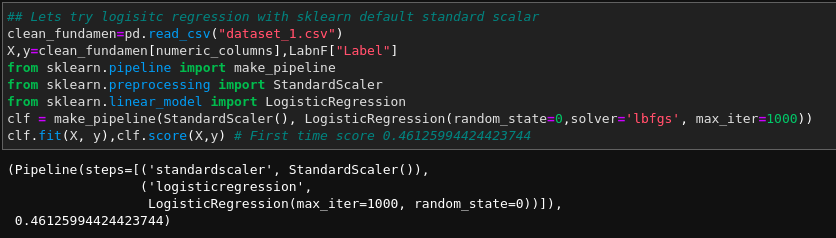 ## Lets try logisitc regression with sklearn default standard scalar
clean_fundamen=pd.read_csv("dataset_1.csv")
X,y=clean_fundamen[numeric_columns],LabnF["Label"]
from sklearn.pipeline import make_pipeline
from sklearn.preprocessing import StandardScaler
from sklearn.linear_model import LogisticRegression
clf = make_pipeline(StandardScaler(), LogisticRegression(random_state=0,solver='lbfgs', max_iter=1000))
clf.fit(X, y),clf.score(X,y) # First time score 0.46125994424423744
(Pipeline(steps=[('standardscaler', StandardScaler()),
('logisticregression',
LogisticRegression(max_iter=1000, random_state=0))]),
0.46125994424423744)